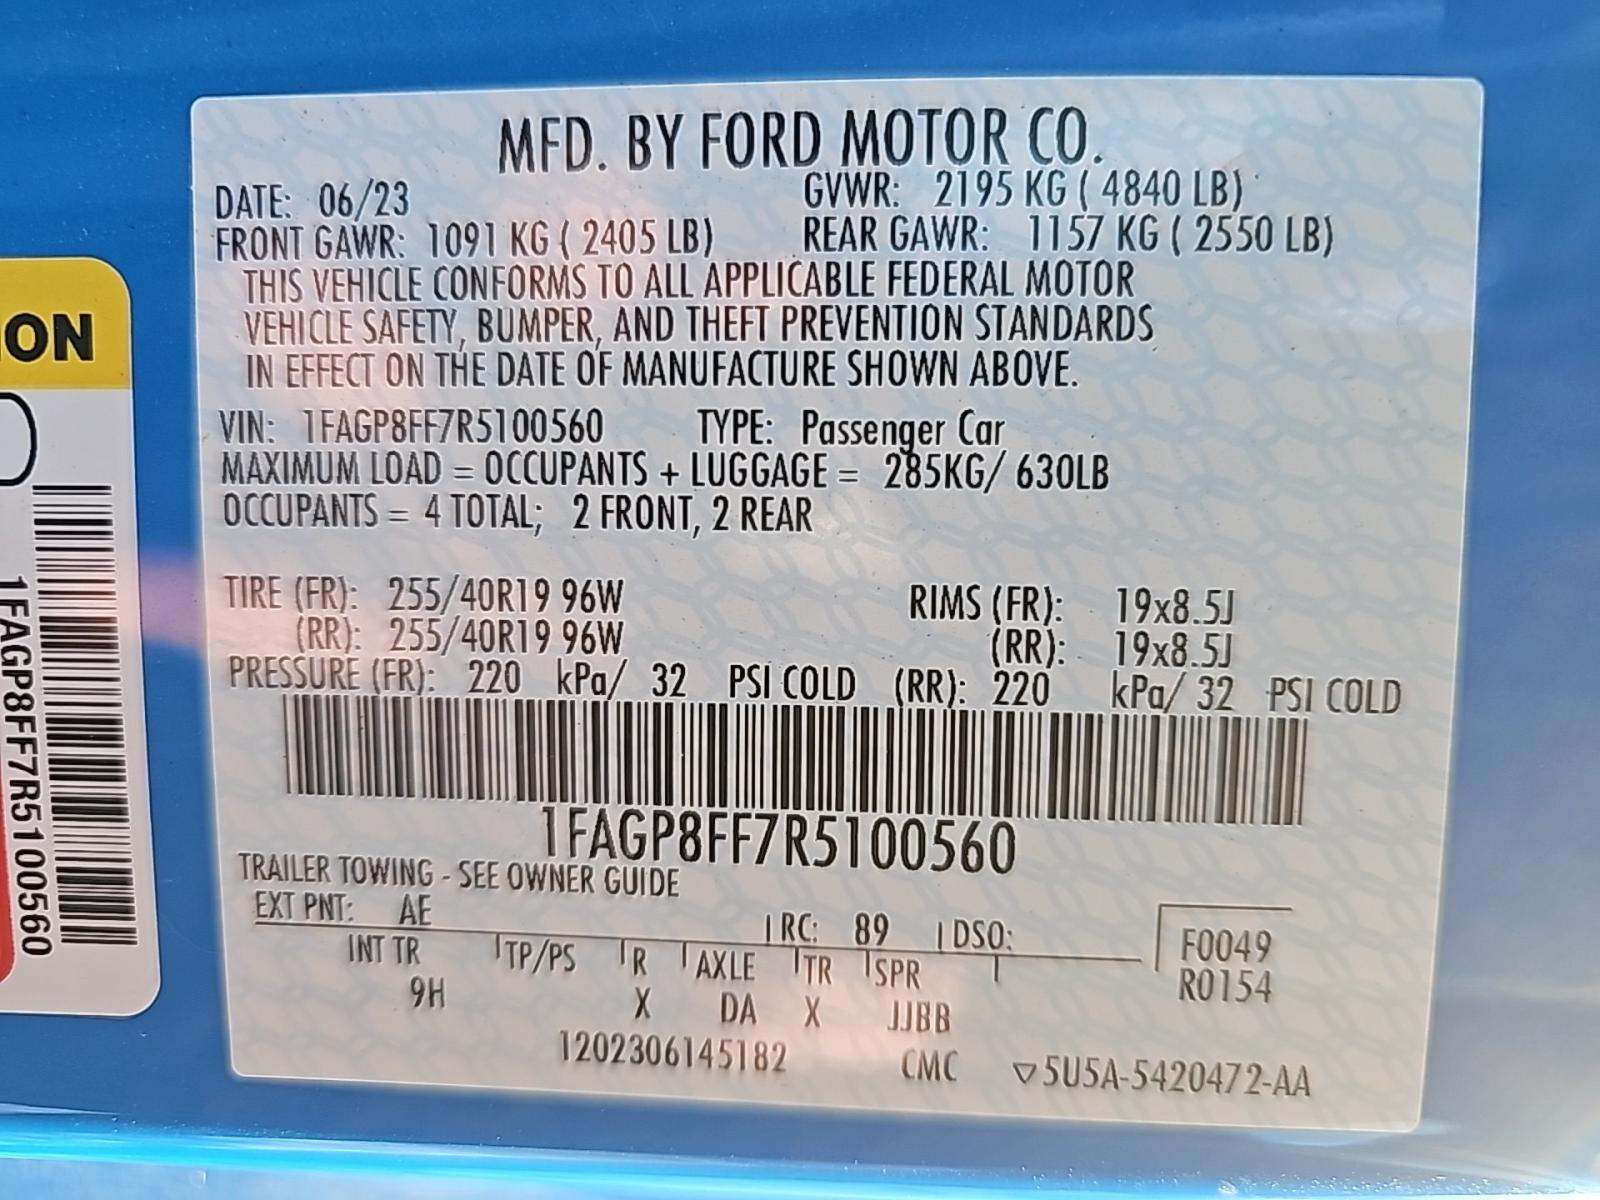 MFD. BY FORD MOTOR CO.
DATE: 06/23 GVWR: 2195 KG ( 4840 LB)
FRONT GAWR: 1091 KG ( 2405 LB) REAR GAWR: 1157 KG ( 2550 LB)
THIS VEHICLE CONFORMS TO ALL APPLICABLE FEDERAL MOTOR
VEHICLE SAFETY, BUMPER, AND THEFT PREVENTION STANDARDS
IN EFFECT ON THE DATE OF MANUFACTURE SHOWN ABOVE.
VIN: 1FAGP8FF7R5100560 TYPE: Passenger Car
MAXIMUM LOAD = OCCUPANTS + LUGGAGE = 285KG/ 630LB
OCCUPANTS = 4 TOTAL; 2 FRONT, 2 REAR
TIRE (FR): 255/40R19 96W RIMS (FR): 19x8.5J
(RR): 255/40R19 96W (RR): 19x8.5J
PRESSURE (FR): 220 kPa/ 32 PSI COLD (RR): 220 kPa/ 32 PSI COLD
1FAGP8FF7R5100560
TRAILER TOWING - SEE OWNER GUIDE
EXT PNT: AE RC: 89 DSO:
INT TR TP/PS R AXLE TR SPR
9H X DA X JJBB
F0049
R0154
1202306145182 CMC ▽5U5A-5420472-AA
ON
1FAGP8FF7R5100560